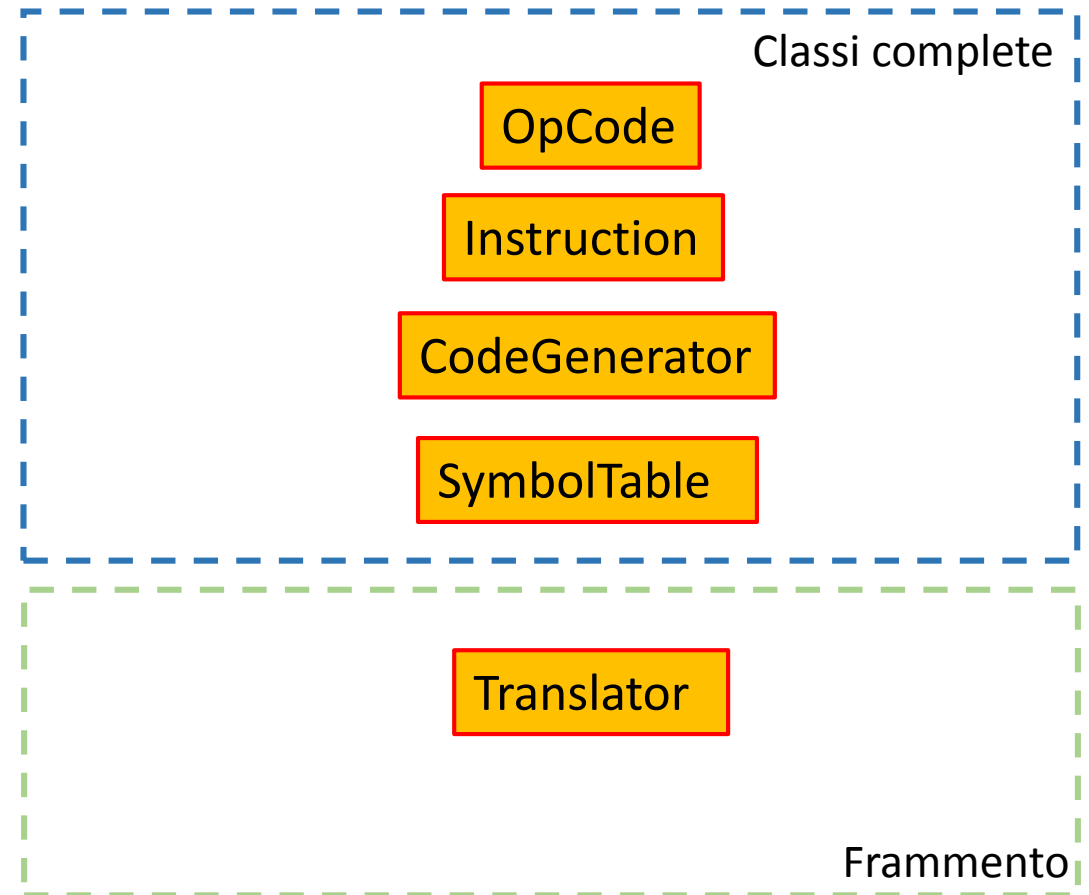 Classi complete
OpCode
Instruction
CodeGenerator
SymbolTable
Translator
Frammento